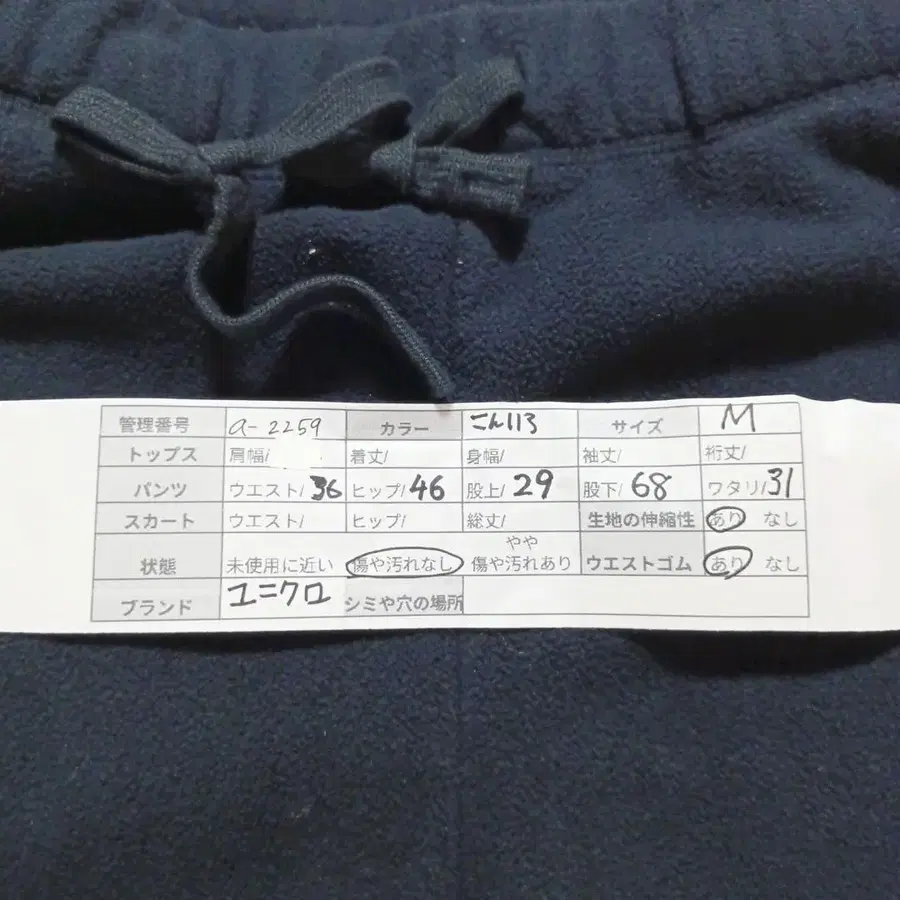 管理番号 a-2259 カラー こんいろ サイズ M
トップス 肩幅/ 着丈/ 身幅/ 袖丈/ 裄丈/
パンツ ウエスト/36 ヒップ/46 股上/29 股下/68 ワタリ/31
スカート ウエスト/ ヒップ/ 総丈/ 生地の伸縮性 あり なし
状態 未使用に近い 傷や汚れなし やや傷や汚れあり ウエストゴム あり なし
ブランド ユニクロ シミや穴の場所